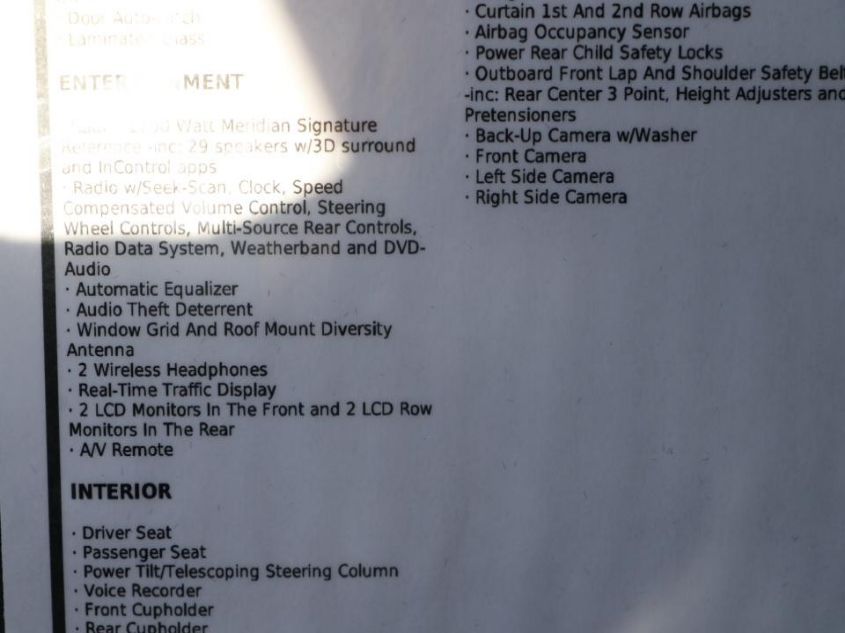 · Door Auto-Latch
· Laminated Glass
ENTERTAINMENT
Watt Meridian Signature
Reference -inc: 29 speakers w/3D surround
and InControl apps
· Radio w/Seek-Scan, Clock, Speed
Compensated Volume Control, Steering
Wheel Controls, Multi-Source Rear Controls,
Radio Data System, Weatherband and DVD-
Audio
· Automatic Equalizer
· Audio Theft Deterrent
· Window Grid And Roof Mount Diversity
Antenna
· 2 Wireless Headphones
· Real-Time Traffic Display
· 2 LCD Monitors In The Front and 2 LCD Row
Monitors In The Rear
· A/V Remote
INTERIOR
· Driver Seat
· Passenger Seat
· Power Tilt/Telescoping Steering Column
· Voice Recorder
· Front Cupholder
· Rear Cupholder
· Curtain 1st And 2nd Row Airbags
· Airbag Occupancy Sensor
· Power Rear Child Safety Locks
· Outboard Front Lap And Shoulder Safety Bel
-inc: Rear Center 3 Point, Height Adjusters and
Pretensioners
· Back-Up Camera w/Washer
· Front Camera
· Left Side Camera
· Right Side Camera